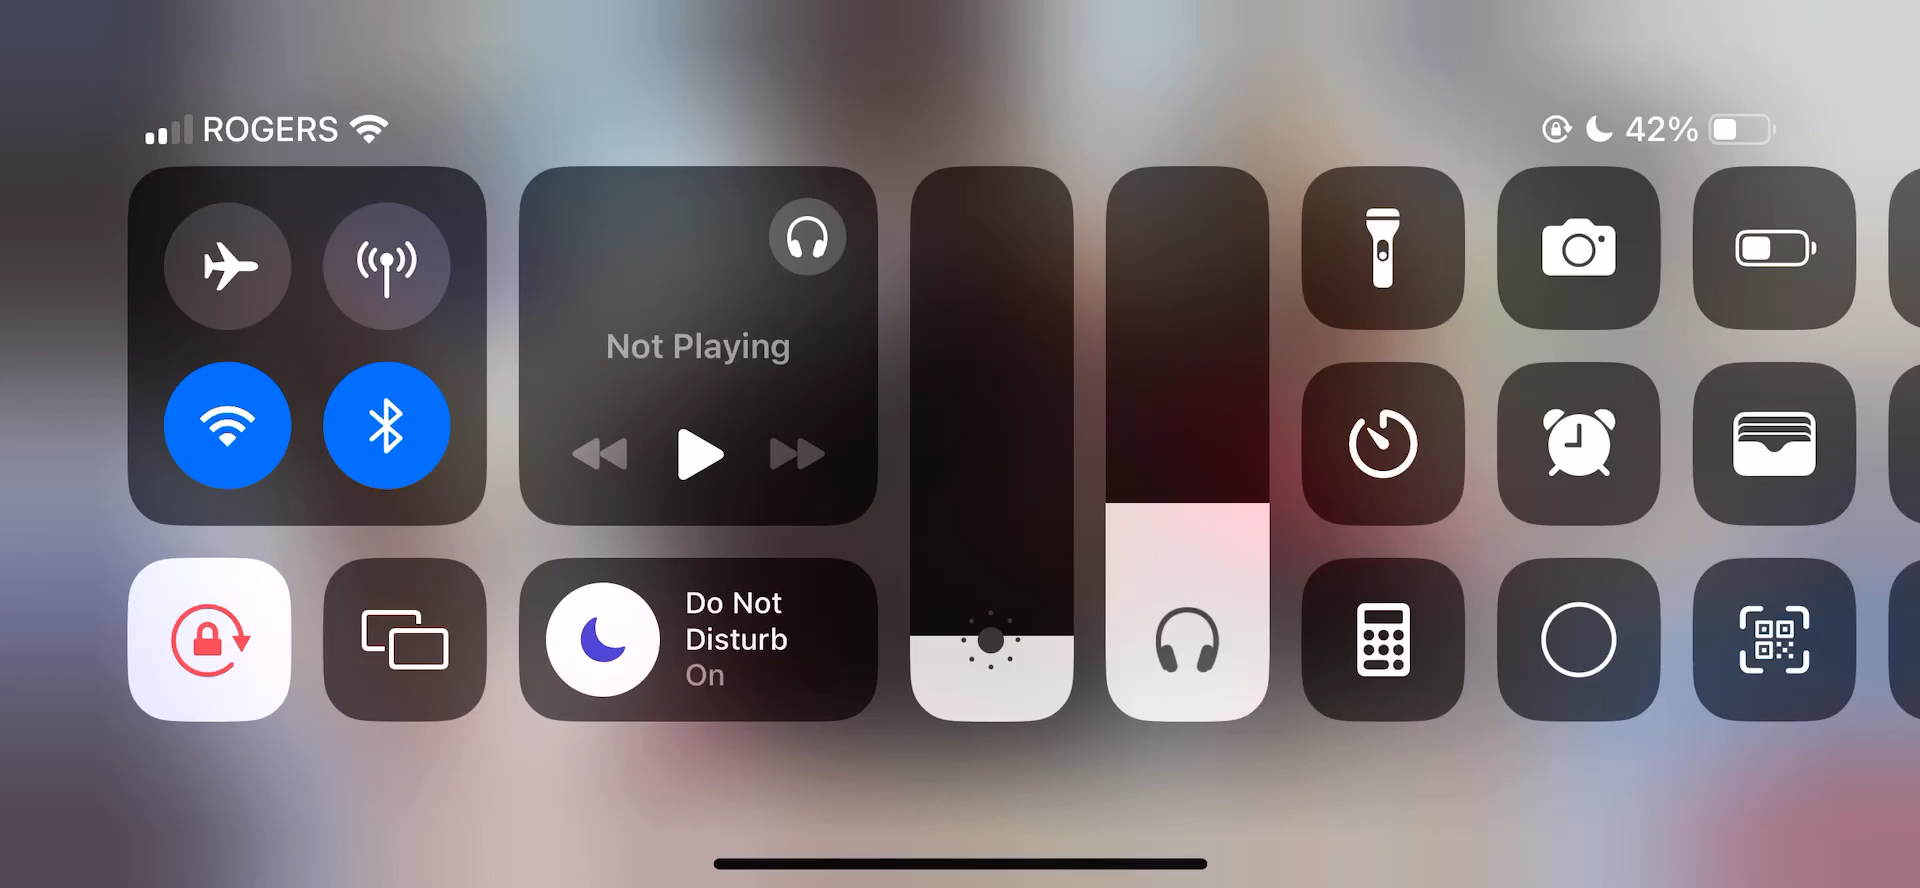 ROGERS
42%
Not Playing
Do Not
Disturb
On